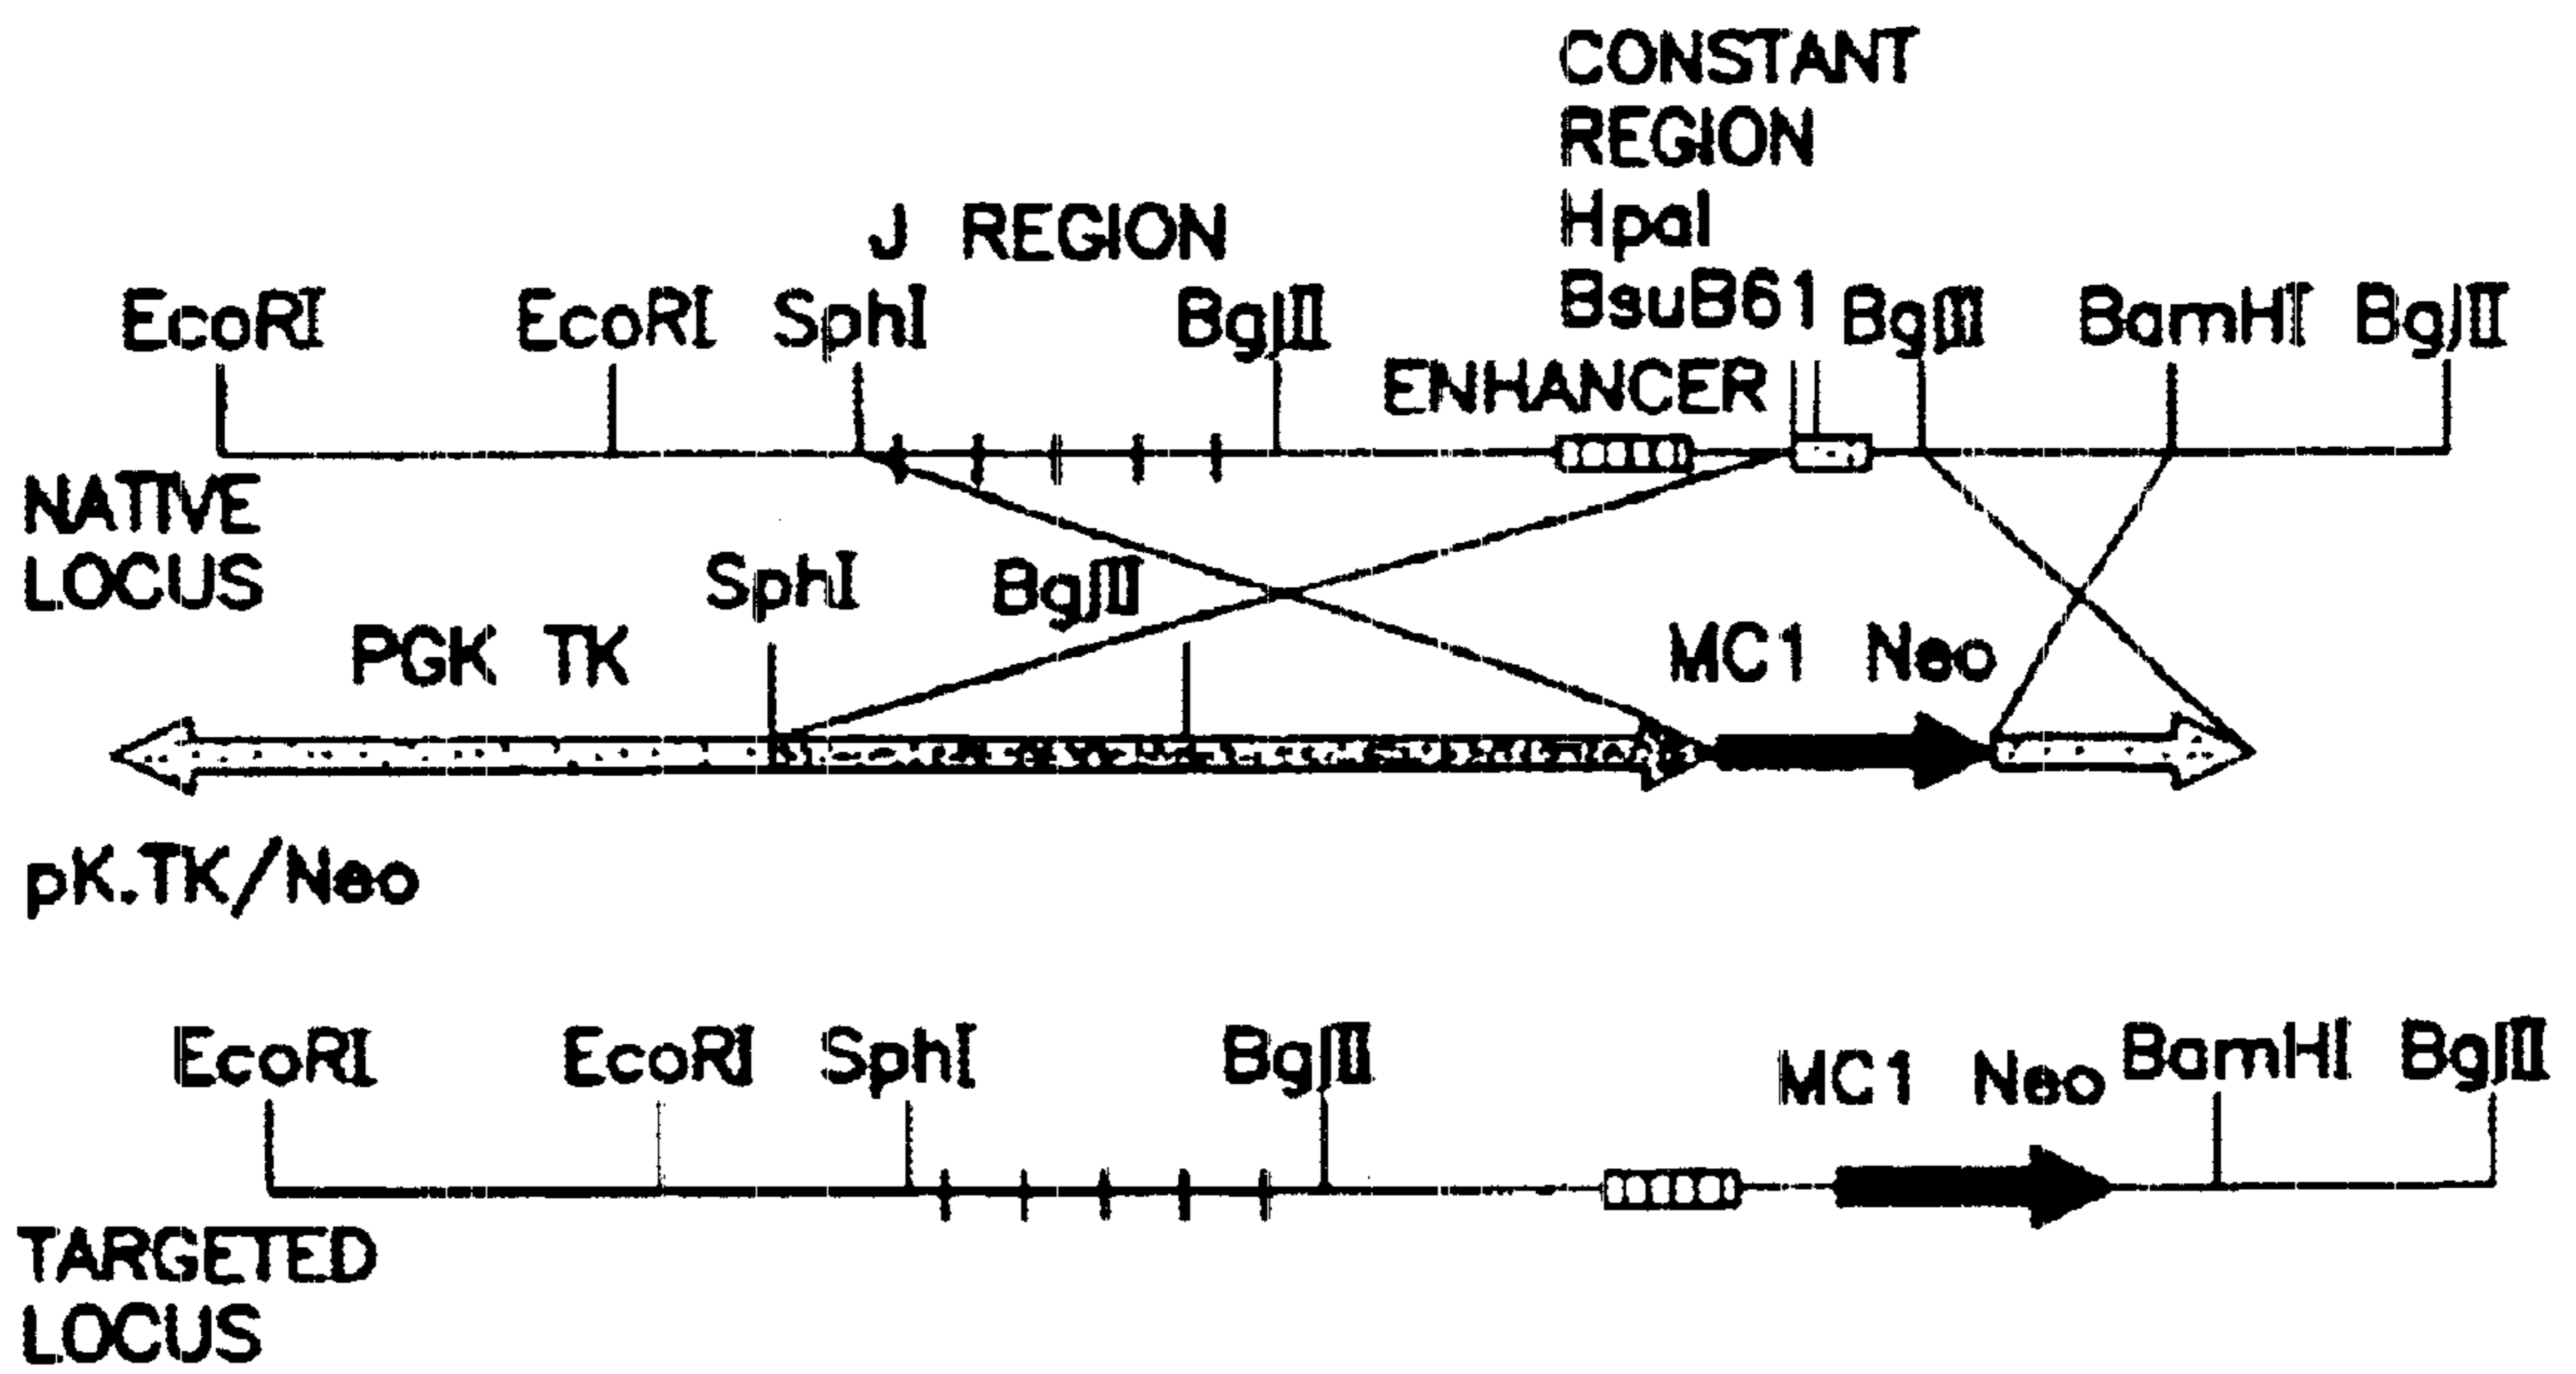 CONSTANT
REGION
HpaI
J REGION
BsuB61
EcoRI EcoRI SphI BglII BglII BamHI BglII
ENHANCER
NATIVE
LOCUS
SphI BglII
PGK TK
MC1 Neo
pK.TK/Neo
EcoRI EcoRI SphI BglII MC1 Neo BamHI BglII
TARGETED
LOCUS